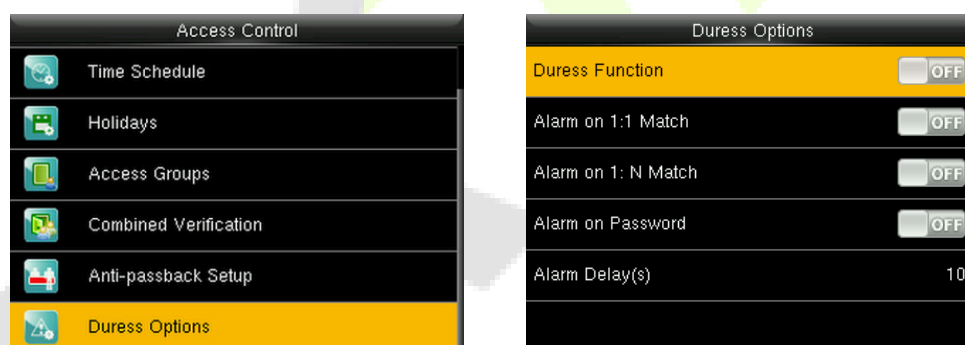 Access Control
Time Schedule
Holidays
Access Groups
Combined Verification
Anti-passback Setup
Duress Options
Duress Options
Duress Function OFF
Alarm on 1:1 Match OFF
Alarm on 1: N Match OFF
Alarm on Password OFF
Alarm Delay(s) 10